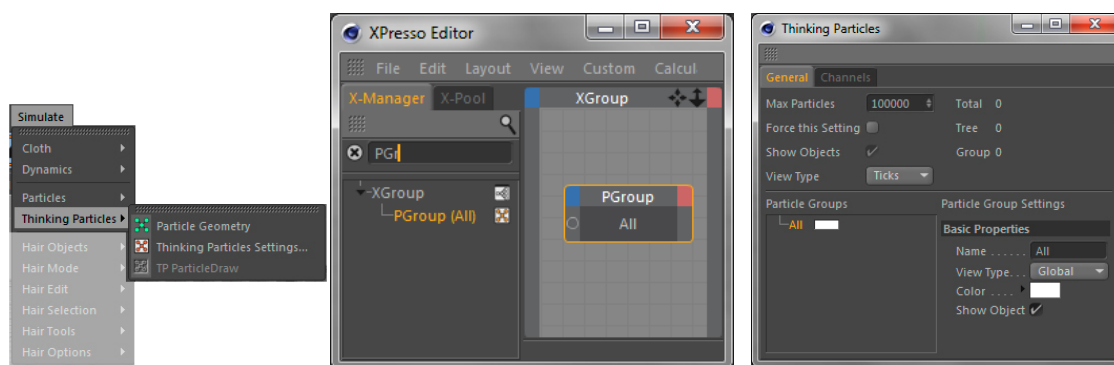 Simulate
Cloth
Dynamics
Particles
Thinking Particles
Hair Objects
Hair Mode
Hair Edit
Hair Selection
Hair Tools
Hair Options
Particle Geometry
Thinking Particles Settings...
TP ParticleDraw
XPresso Editor
File Edit Layout View Custom Calcul
X-Manager X-Pool
PGr
XGroup
PGroup (All)
XGroup
PGroup
All
Thinking Particles
General Channels
Max Particles 100000 Total 0
Force this Setting Tree 0
Show Objects Group 0
View Type Ticks
Particle Groups
All
Particle Group Settings
Basic Properties
Name ...... All
View Type... Global
Color ....
Show Object